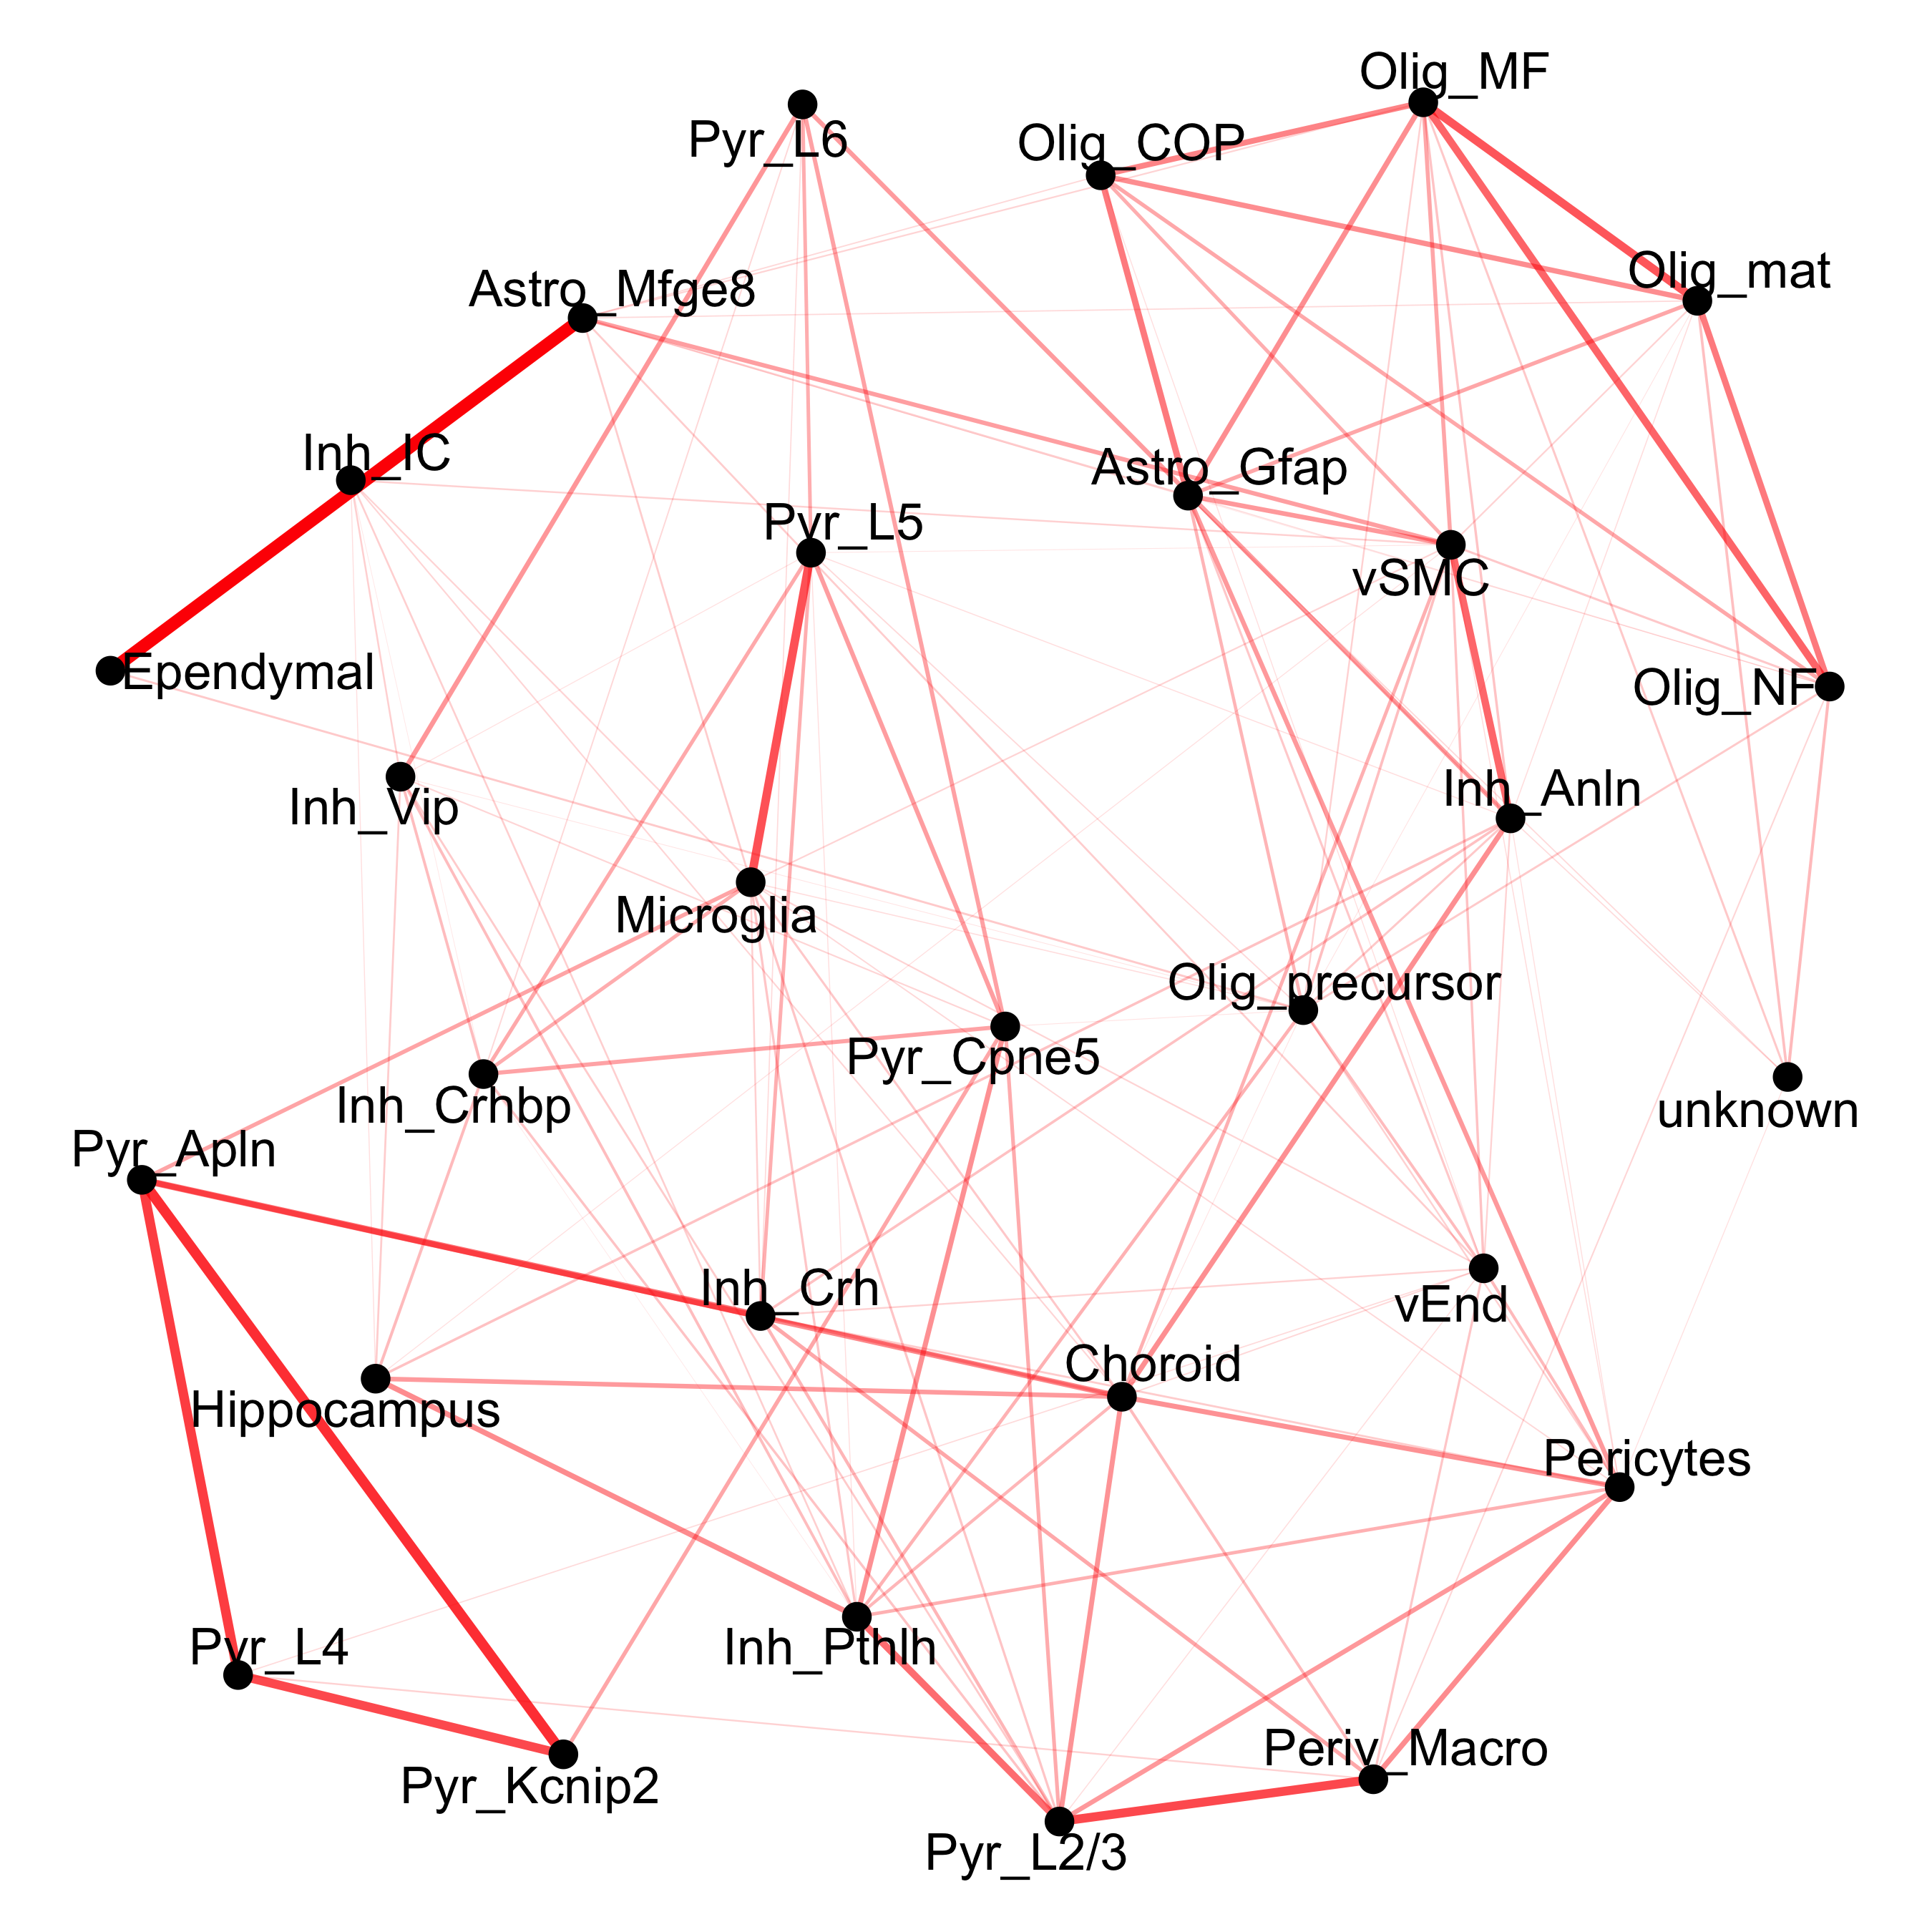 Olig_MF
Pyr_L6
Olig_COP
Olig_mat
Astro_Mfge8
Inh_IC
Astro_Gfap
Pyr_L5
vSMC
Ependymal
Olig_NF
Inh_Anln
Inh_Vip
Microglia
Olig_precursor
Pyr_Cpne5
Inh_Crhbp
unknown
Pyr_Apln
Inh_Crh
vEnd
Choroid
Hippocampus
Pericytes
Pyr_L4
Inh_Pthlh
Periv_Macro
Pyr_Kcnip2
Pyr_L2/3